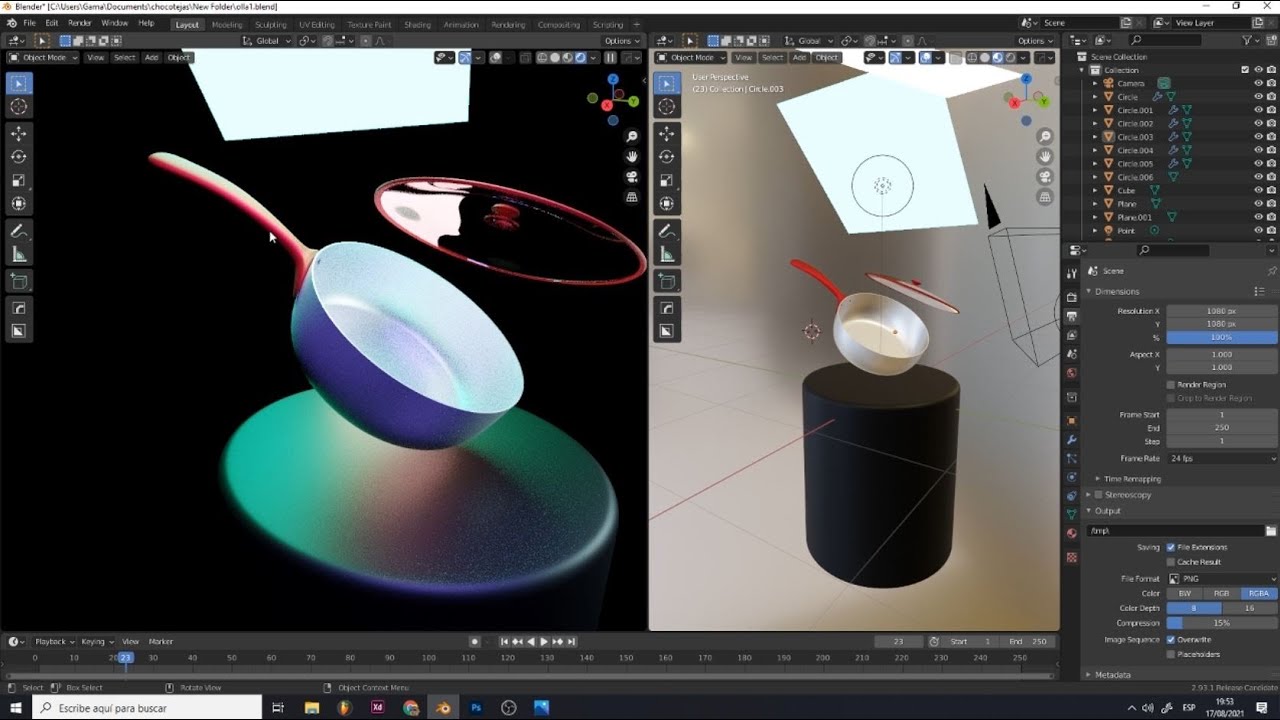 Blender* [C:\Users\Gama\Documents\chocotejas\New Folder\olla1.blend]
File Edit Render Window Help Layout Modeling Sculpting UV Editing Texture Paint Shading Animation Rendering Compositing Scripting + Scene View Layer
Global Options Global Options
Object Mode View Select Add Object Object Mode View Select Add Object
User Perspective
(23) Collection | Circle.003
Scene Collection
Collection
Camera
Circle
Circle.001
Circle.002
Circle.003
Circle.004
Circle.005
Circle.006
Cube
Plane
Plane.001
Point
Scene
Dimensions
Resolution X 1080 px
Y 1080 px
% 100%
Aspect X 1.000
Y 1.000
Render Region
Crop to Render Region
Frame Start 1
End 250
Step 1
Frame Rate 24 fps
Time Remapping
Stereoscopy
Output
/tmp\
Saving File Extensions
Cache Result
File Format PNG
Color BW RGB RGBA
Color Depth 8 16
Compression 15%
Image Sequence Overwrite
Placeholders
Metadata
Playback Keying View Marker 23 Start 1 End 250
0 10 20 23 30 40 50 60 70 80 90 100 110 120 130 140 150 160 170 180 190 200 210 220 230 240 250
Select Box Select Rotate View Object Context Menu 2.93.1 Release Candidate
Escribe aquí para buscar Xd Ps ESP 19:53
17/08/2021